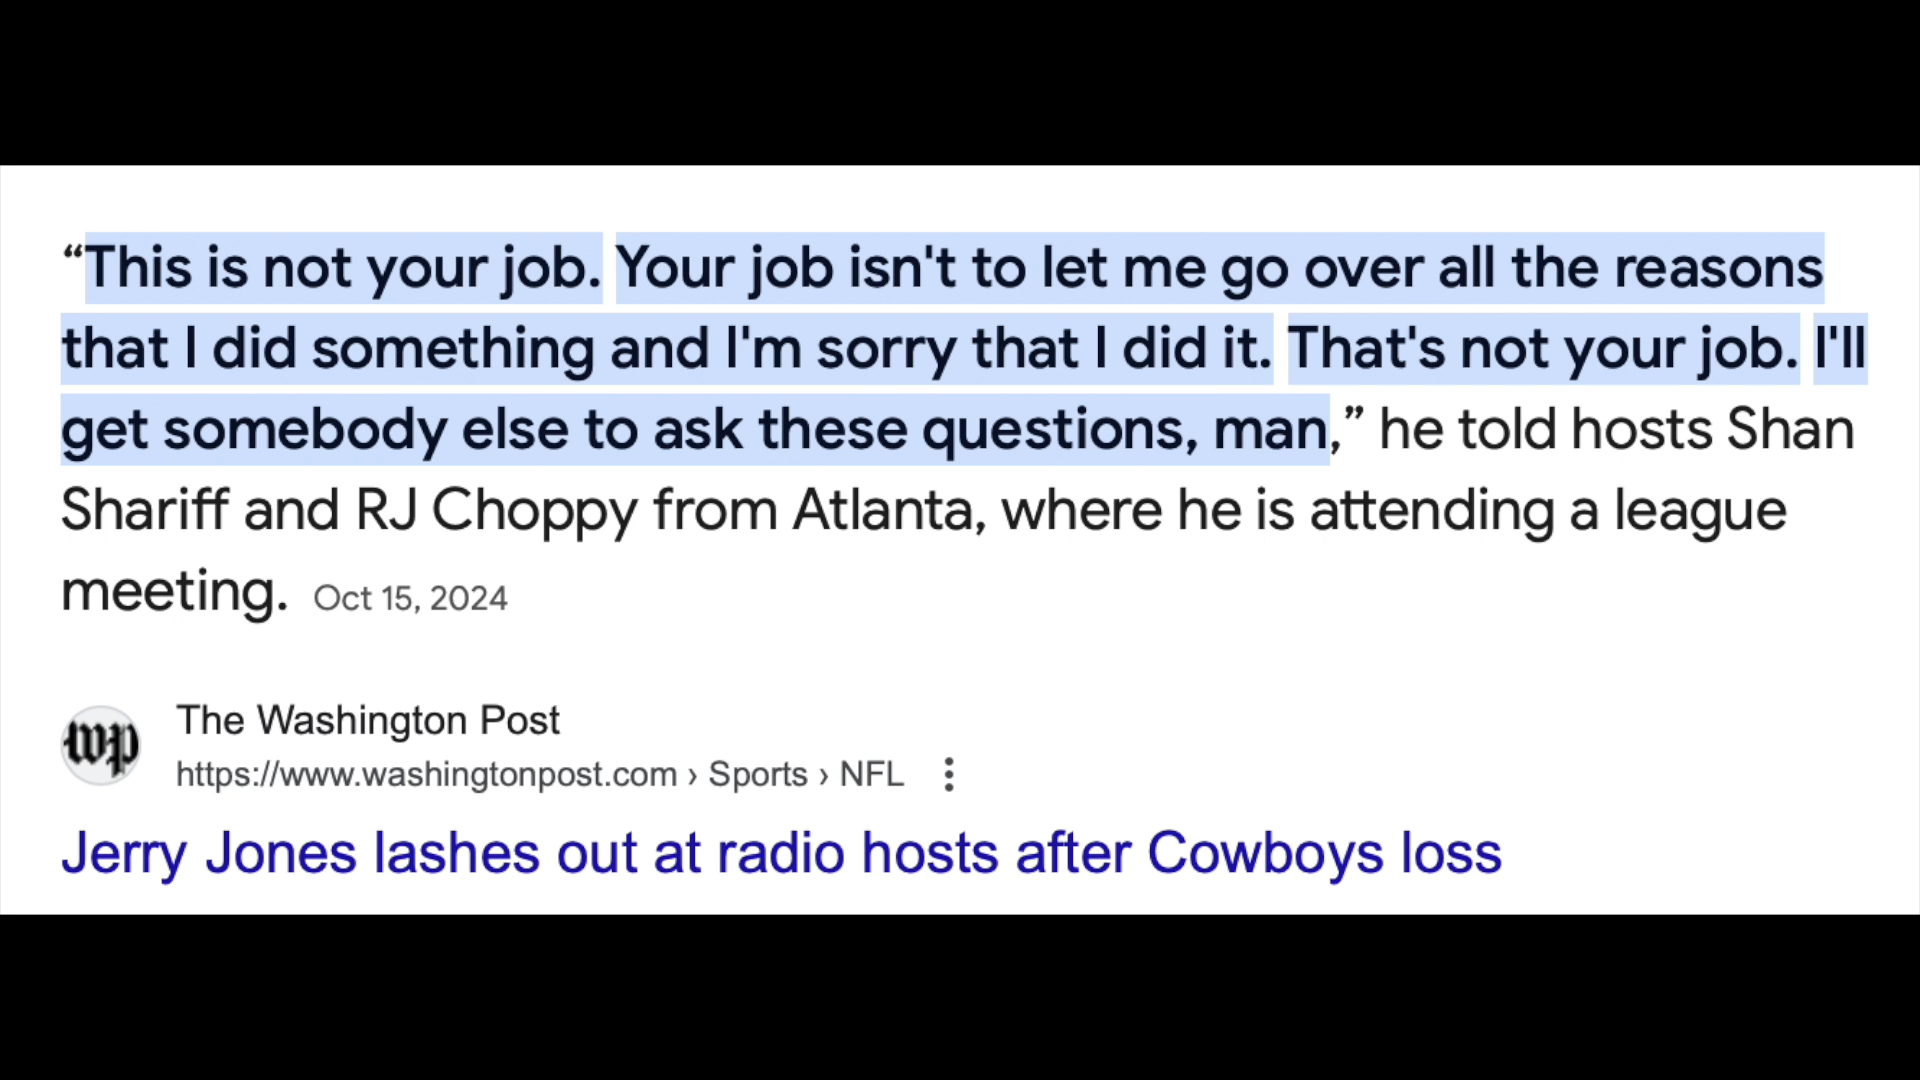 “This is not your job. Your job isn't to let me go over all the reasons
that I did something and I'm sorry that I did it. That's not your job. I'll
get somebody else to ask these questions, man,” he told hosts Shan
Shariff and RJ Choppy from Atlanta, where he is attending a league
meeting. Oct 15, 2024
wp
The Washington Post
https://www.washingtonpost.com › Sports › NFL
Jerry Jones lashes out at radio hosts after Cowboys loss